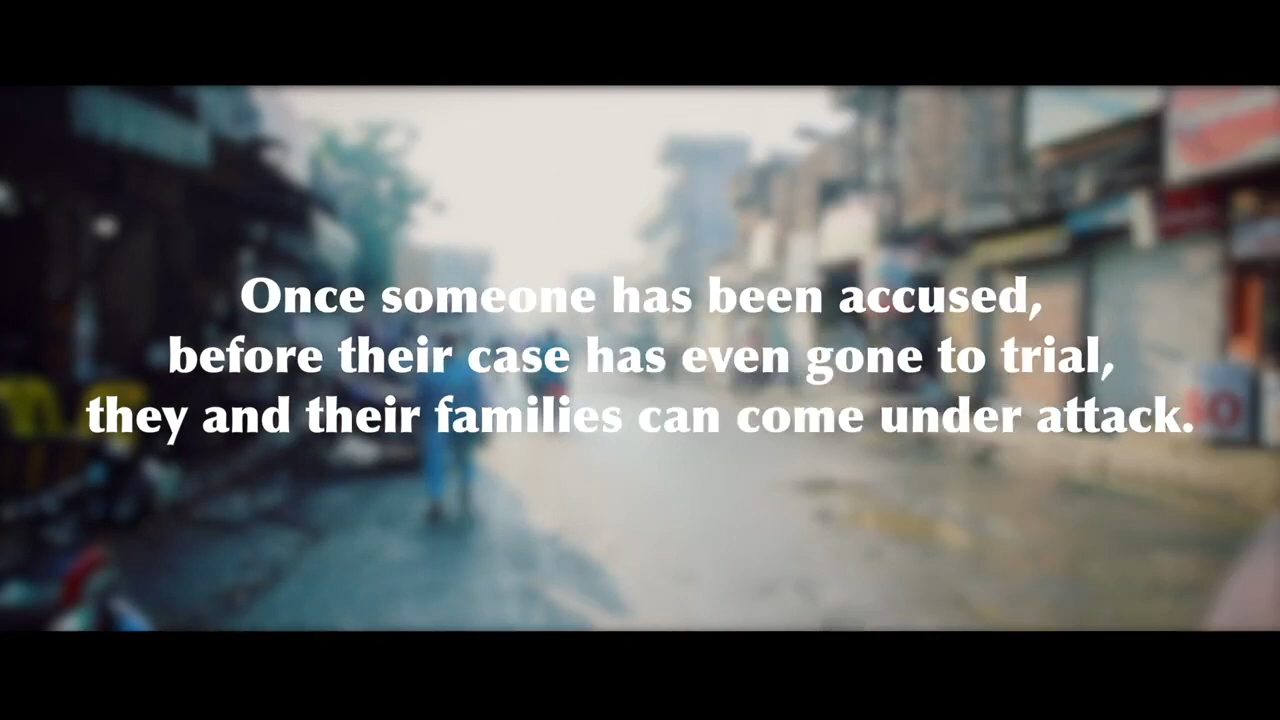 Once someone has been accused,
before their case has even gone to trial,
they and their families can come under attack.